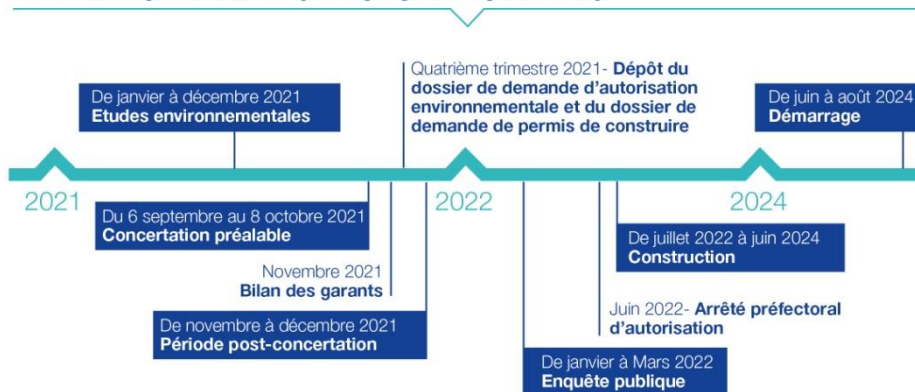 De janvier à décembre 2021
Etudes environnementales
Quatrième trimestre 2021- Dépôt du
dossier de demande d'autorisation
environnementale et du dossier de
demande de permis de construire
De juin à août 2024
Démarrage
2021
2022
2024
Du 6 septembre au 8 octobre 2021
Concertation préalable
De juillet 2022 à juin 2024
Construction
Novembre 2021
Bilan des garants
Juin 2022- Arrêté préfectoral
d'autorisation
De novembre à décembre 2021
Période post-concertation
De janvier à Mars 2022
Enquête publique